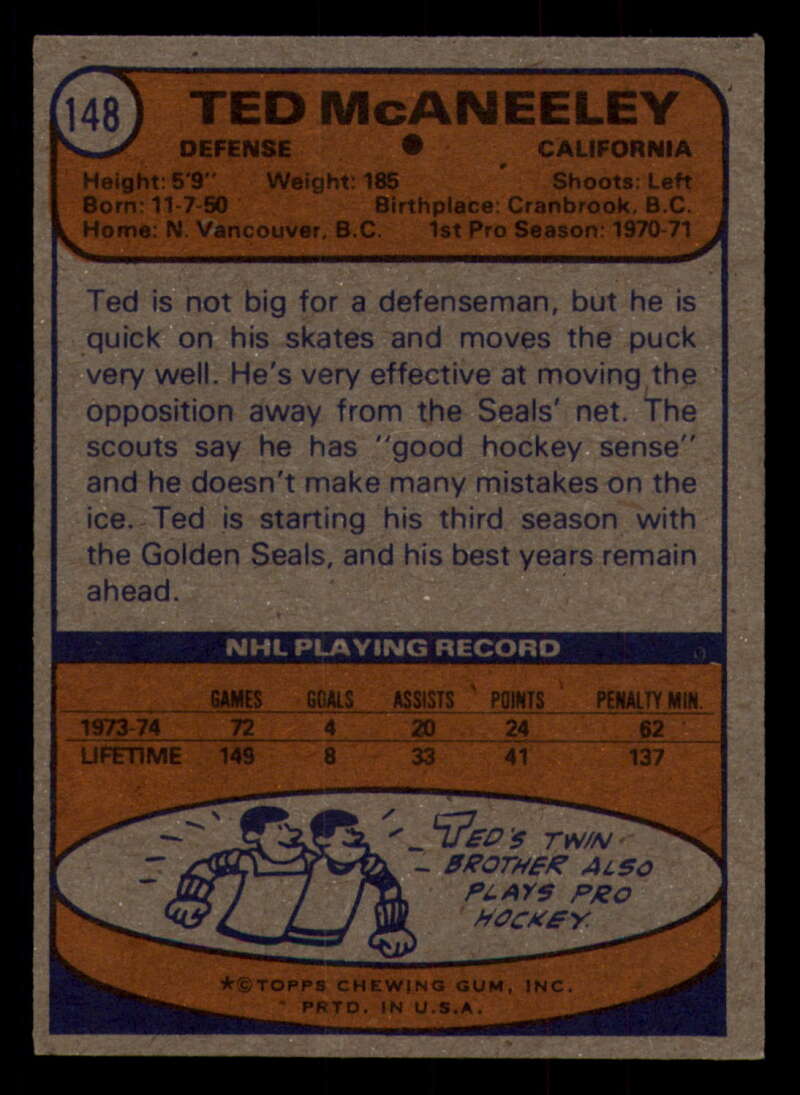 148
TED McANEELEY
DEFENSE ● CALIFORNIA
Height: 5'9" Weight: 185 Shoots: Left
Born: 11-7-50 Birthplace: Cranbrook, B.C.
Home: N. Vancouver, B.C. 1st Pro Season: 1970-71
Ted is not big for a defenseman, but he is
quick on his skates and moves the puck
very well. He's very effective at moving the
opposition away from the Seals' net. The
scouts say he has "good hockey sense"
and he doesn't make many mistakes on the
ice. Ted is starting his third season with
the Golden Seals, and his best years remain
ahead.
NHL PLAYING RECORD
GAMES GOALS ASSISTS POINTS PENALTY MIN.
1973-74 72 4 20 24 62
LIFETIME 149 8 33 41 137
TED'S TWIN
BROTHER ALSO
PLAYS PRO
HOCKEY.
★©TOPPS CHEWING GUM, INC.
PRTD. IN U.S.A.